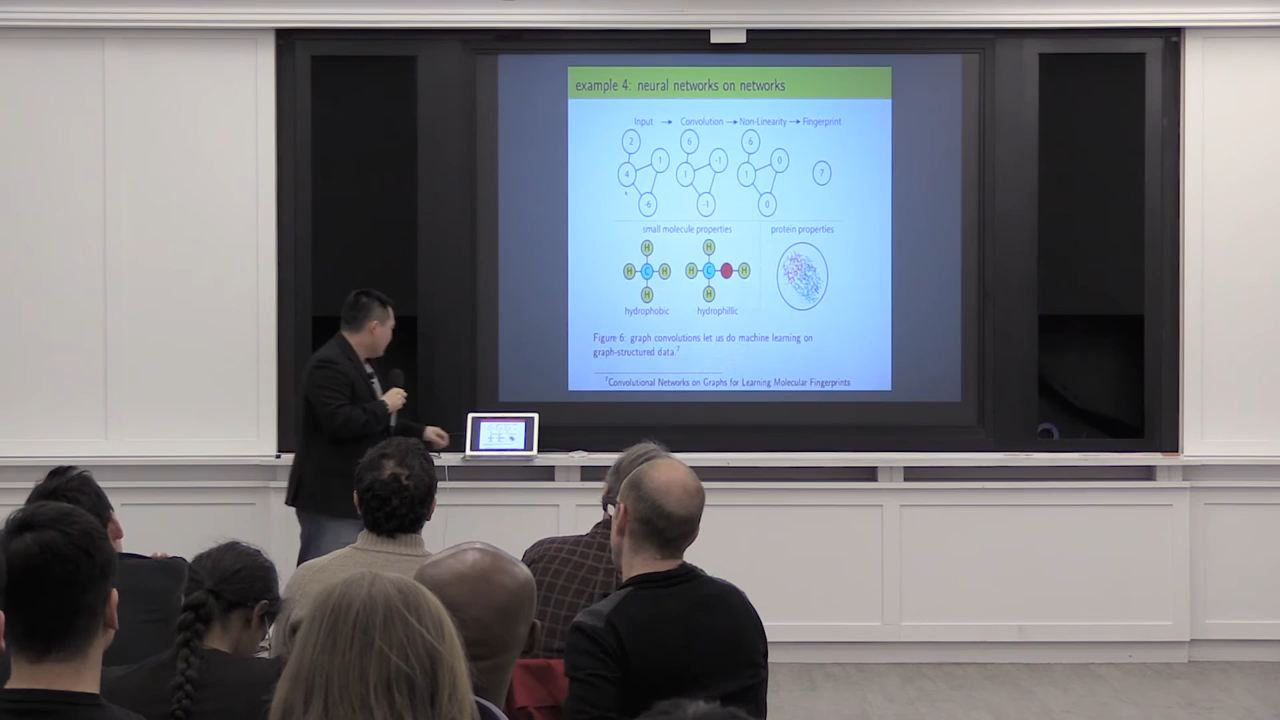 example 4: neural networks on networks
Input → Convolution → Non-Linearity → Fingerprint
2 6 6
1 -1 0
4 1 1 7
-6 -1 0
small molecule properties protein properties
H H
H C H H C H
H H
hydrophobic hydrophillic
Figure 6: graph convolutions let us do machine learning on
graph-structured data.7
7Convolutional Networks on Graphs for Learning Molecular Fingerprints